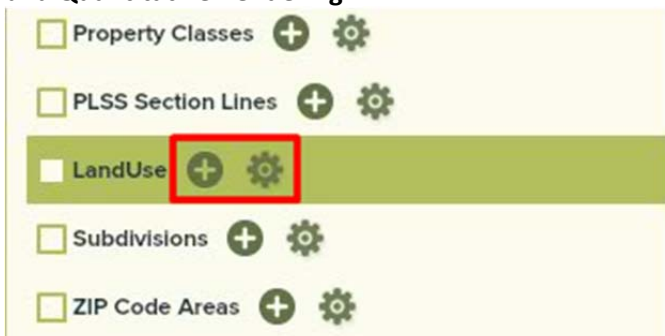 Property Classes
PLSS Section Lines
LandUse
Subdivisions
ZIP Code Areas